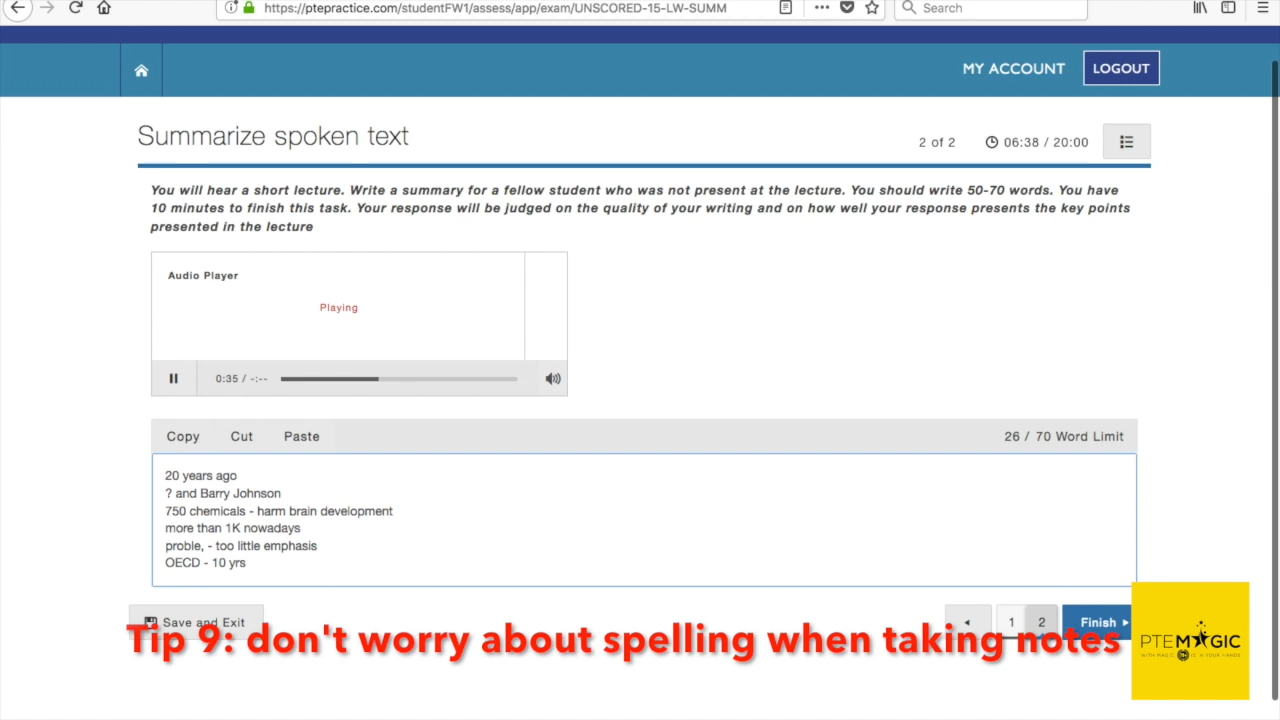 https://ptepractice.com/studentFW1/assess/app/exam/UNSCORED-15-LW-SUMM
Search
MY ACCOUNT
LOGOUT
Summarize spoken text
2 of 2
06:38 / 20:00
You will hear a short lecture. Write a summary for a fellow student who was not present at the lecture. You should write 50-70 words. You have
10 minutes to finish this task. Your response will be judged on the quality of your writing and on how well your response presents the key points
presented in the lecture
Audio Player
Playing
0:35 / -:--
Copy Cut Paste
26 / 70 Word Limit
20 years ago
? and Barry Johnson
750 chemicals - harm brain development
more than 1K nowadays
proble, - too little emphasis
OECD - 10 yrs
Save and Exit
1 2
Finish
Tip 9: don't worry about spelling when taking notes
PTEMAGIC